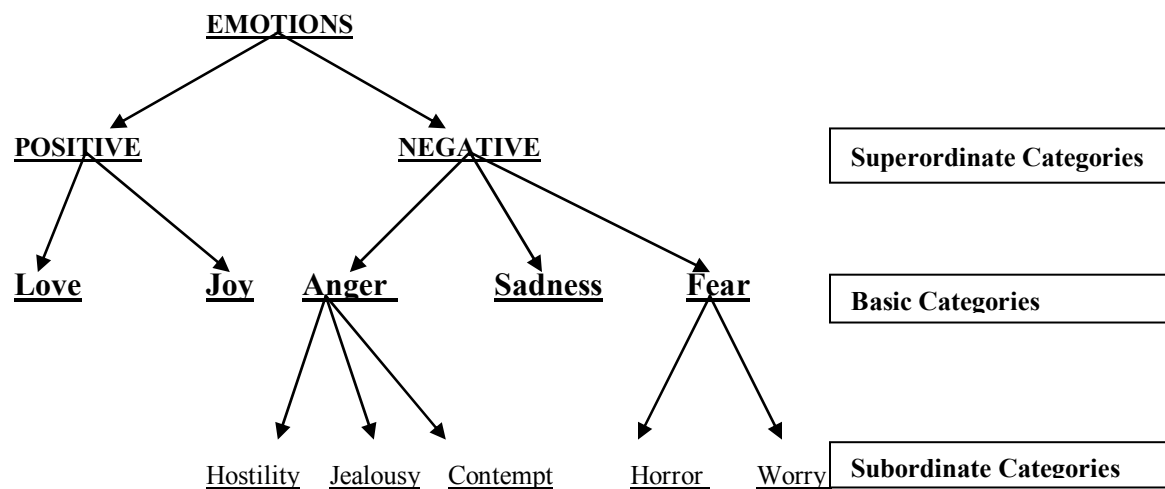 EMOTIONS
POSITIVE NEGATIVE Superordinate Categories
Love Joy Anger Sadness Fear Basic Categories
Hostility Jealousy Contempt Horror Worry Subordinate Categories